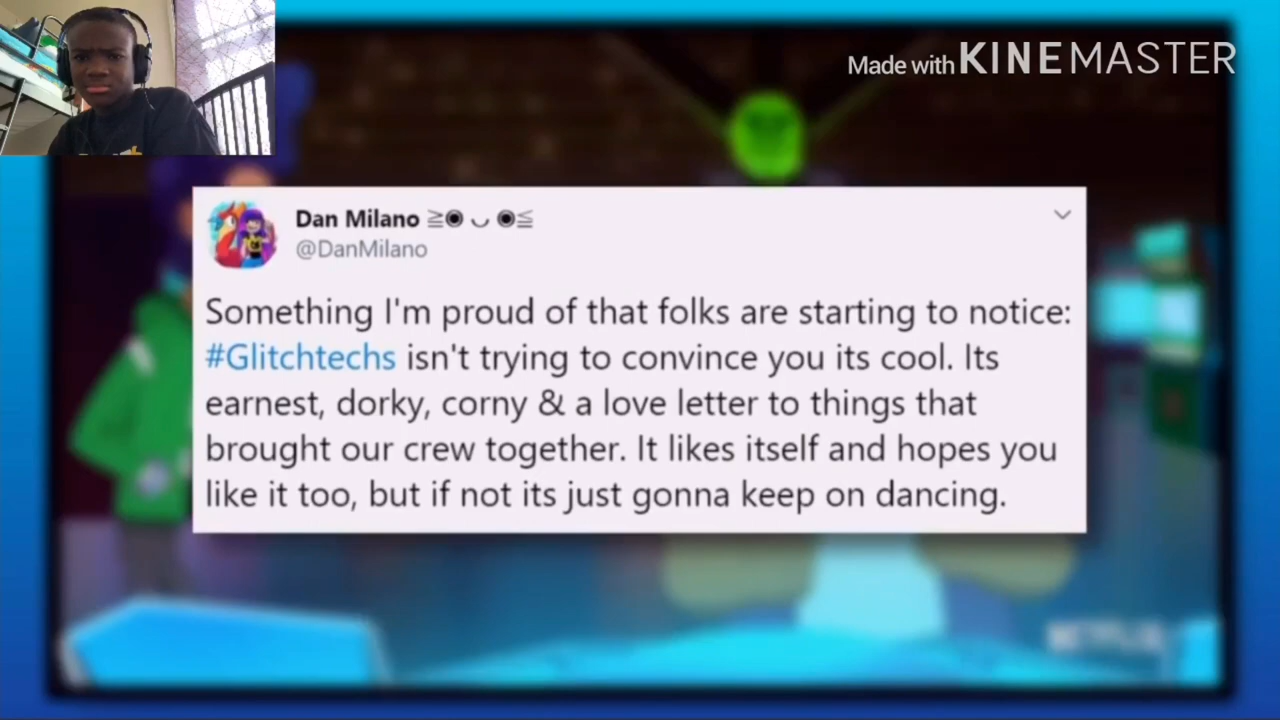 Made with KINEMASTER
Dan Milano ≧◉ ◡ ◉≦
@DanMilano
Something I'm proud of that folks are starting to notice:
#Glitchtechs isn't trying to convince you its cool. Its
earnest, dorky, corny & a love letter to things that
brought our crew together. It likes itself and hopes you
like it too, but if not its just gonna keep on dancing.
NETFLIX